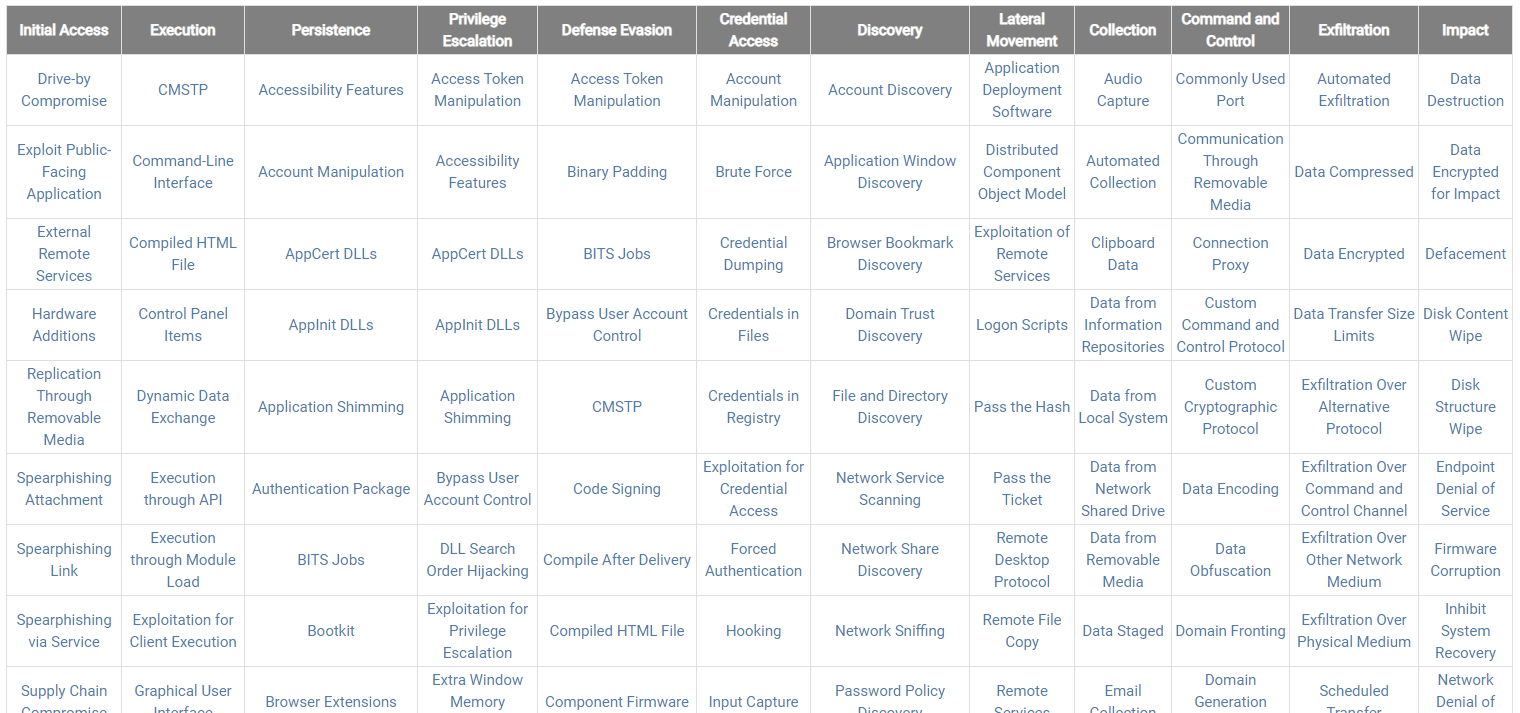 Initial Access
Execution
Persistence
Privilege
Escalation
Defense Evasion
Credential
Access
Discovery
Lateral
Movement
Collection
Command and
Control
Exfiltration
Impact
Drive-by
Compromise
CMSTP
Accessibility Features
Access Token
Manipulation
Access Token
Manipulation
Account
Manipulation
Account Discovery
Application
Deployment
Software
Audio
Capture
Commonly Used
Port
Automated
Exfiltration
Data
Destruction
Exploit Public-
Facing
Application
Command-Line
Interface
Account Manipulation
Accessibility
Features
Binary Padding
Brute Force
Application Window
Discovery
Distributed
Component
Object Model
Automated
Collection
Communication
Through
Removable
Media
Data Compressed
Data
Encrypted
for Impact
External
Remote
Services
Compiled HTML
File
AppCert DLLs
AppCert DLLs
BITS Jobs
Credential
Dumping
Browser Bookmark
Discovery
Exploitation of
Remote
Services
Clipboard
Data
Connection
Proxy
Data Encrypted
Defacement
Hardware
Additions
Control Panel
Items
AppInit DLLs
AppInit DLLs
Bypass User Account
Control
Credentials in
Files
Domain Trust
Discovery
Logon Scripts
Data from
Information
Repositories
Custom
Command and
Control Protocol
Data Transfer Size
Limits
Disk Content
Wipe
Replication
Through
Removable
Media
Dynamic Data
Exchange
Application Shimming
Application
Shimming
CMSTP
Credentials in
Registry
File and Directory
Discovery
Pass the Hash
Data from
Local System
Custom
Cryptographic
Protocol
Exfiltration Over
Alternative
Protocol
Disk
Structure
Wipe
Spearphishing
Attachment
Execution
through API
Authentication Package
Bypass User
Account Control
Code Signing
Exploitation for
Credential
Access
Network Service
Scanning
Pass the
Ticket
Data from
Network
Shared Drive
Data Encoding
Exfiltration Over
Command and
Control Channel
Endpoint
Denial of
Service
Spearphishing
Link
Execution
through Module
Load
BITS Jobs
DLL Search
Order Hijacking
Compile After Delivery
Forced
Authentication
Network Share
Discovery
Remote
Desktop
Protocol
Data from
Removable
Media
Data
Obfuscation
Exfiltration Over
Other Network
Medium
Firmware
Corruption
Spearphishing
via Service
Exploitation for
Client Execution
Bootkit
Exploitation for
Privilege
Escalation
Compiled HTML File
Hooking
Network Sniffing
Remote File
Copy
Data Staged
Domain Fronting
Exfiltration Over
Physical Medium
Inhibit
System
Recovery
Supply Chain
Compromise
Graphical User
Interface
Browser Extensions
Extra Window
Memory
Component Firmware
Input Capture
Password Policy
Discovery
Remote
Services
Email
Collection
Domain
Generation
Scheduled
Transfer
Network
Denial of